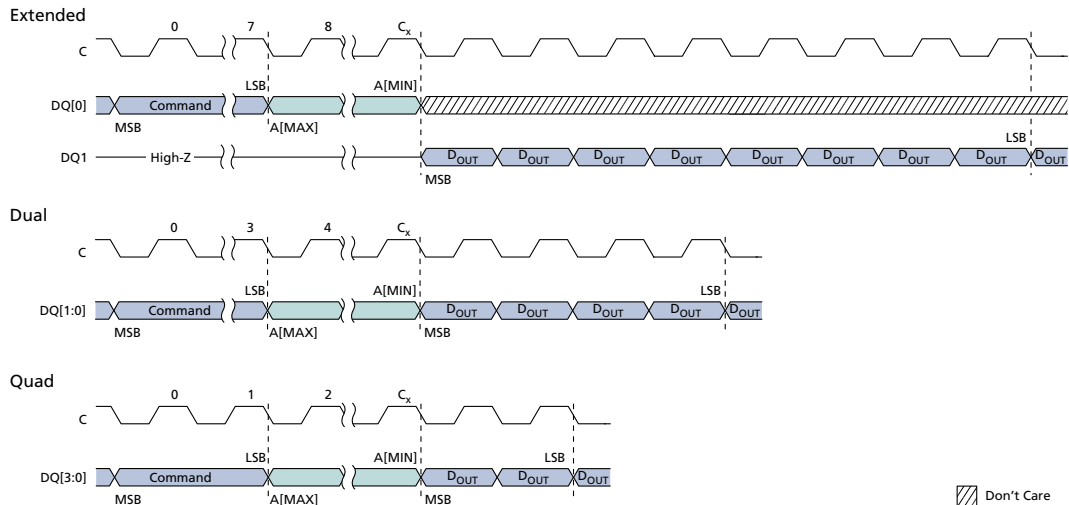 Extended
0 7 8 Cx
C
LSB A[MIN]
DQ[0] Command
MSB A[MAX]
LSB
DQ1 High-Z DOUT DOUT DOUT DOUT DOUT DOUT DOUT DOUT DOUT
MSB
Dual
0 3 4 Cx
C
LSB A[MIN] LSB
DQ[1:0] Command DOUT DOUT DOUT DOUT DOUT
MSB A[MAX] MSB
Quad
0 1 2 Cx
C
LSB A[MIN] LSB
DQ[3:0] Command DOUT DOUT DOUT
MSB A[MAX] MSB
Don't Care